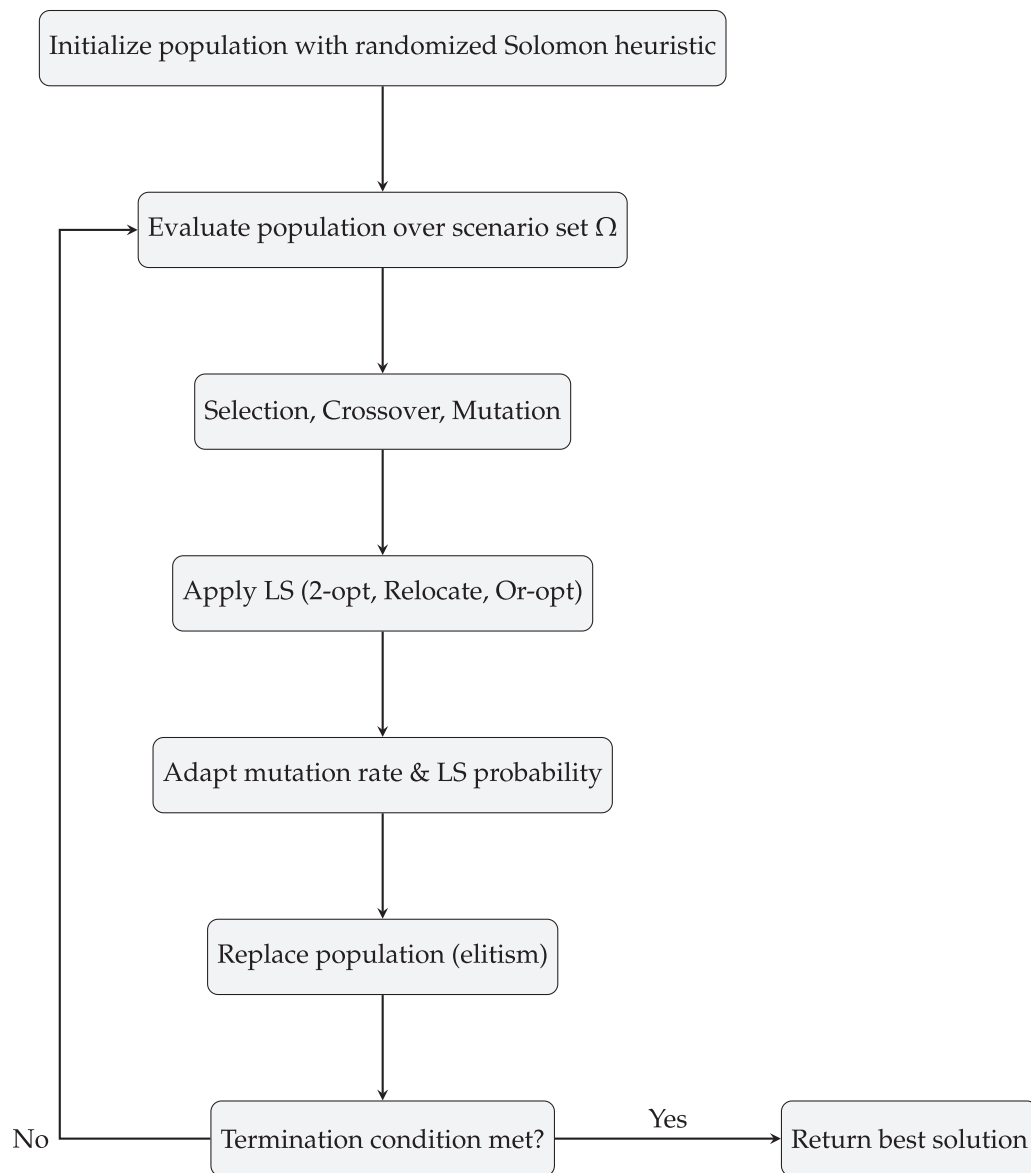 Initialize population with randomized Solomon heuristic
Evaluate population over scenario set Ω
Selection, Crossover, Mutation
Apply LS (2-opt, Relocate, Or-opt)
Adapt mutation rate & LS probability
Replace population (elitism)
Yes
No
Termination condition met?
Return best solution